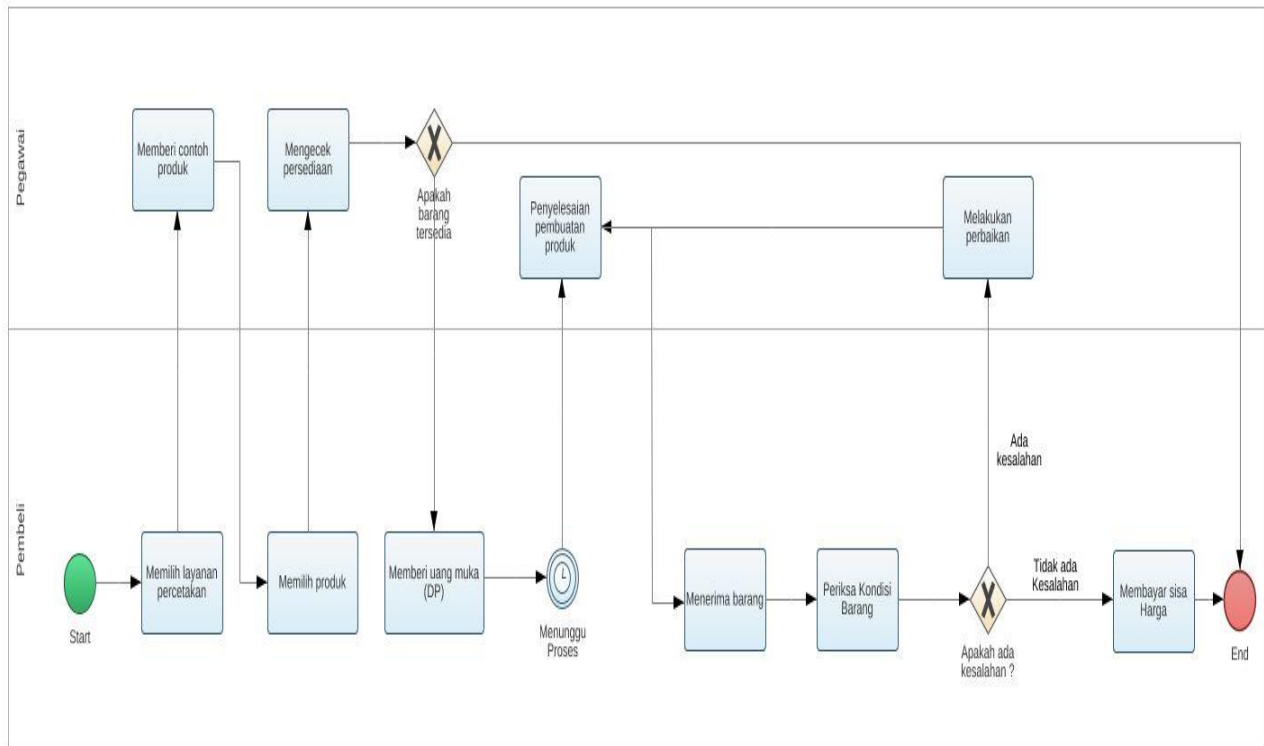 Pegawai
Memberi contoh
produk
Mengecek
persediaan
Apakah
barang
tersedia
Penyelesaian
pembuatan
produk
Melakukan
perbaikan
Pembeli
Start
Memilih layanan
percetakan
Memilih produk
Memberi uang muka
(DP)
Menunggu
Proses
Menerima barang
Periksa Kondisi
Barang
Apakah ada
kesalahan ?
Ada
kesalahan
Tidak ada
Kesalahan
Membayar sisa
Harga
End